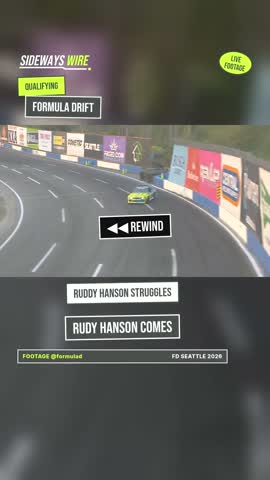 SIDEWAYS WIRE.
LIVE
FOOTAGE
QUALIFYING
FORMULA DRIFT
SEATTLE
REWIND
RUDDY HANSON STRUGGLES
RUDY HANSON COMES
FOOTAGE @formulad
FD SEATTLE 2026